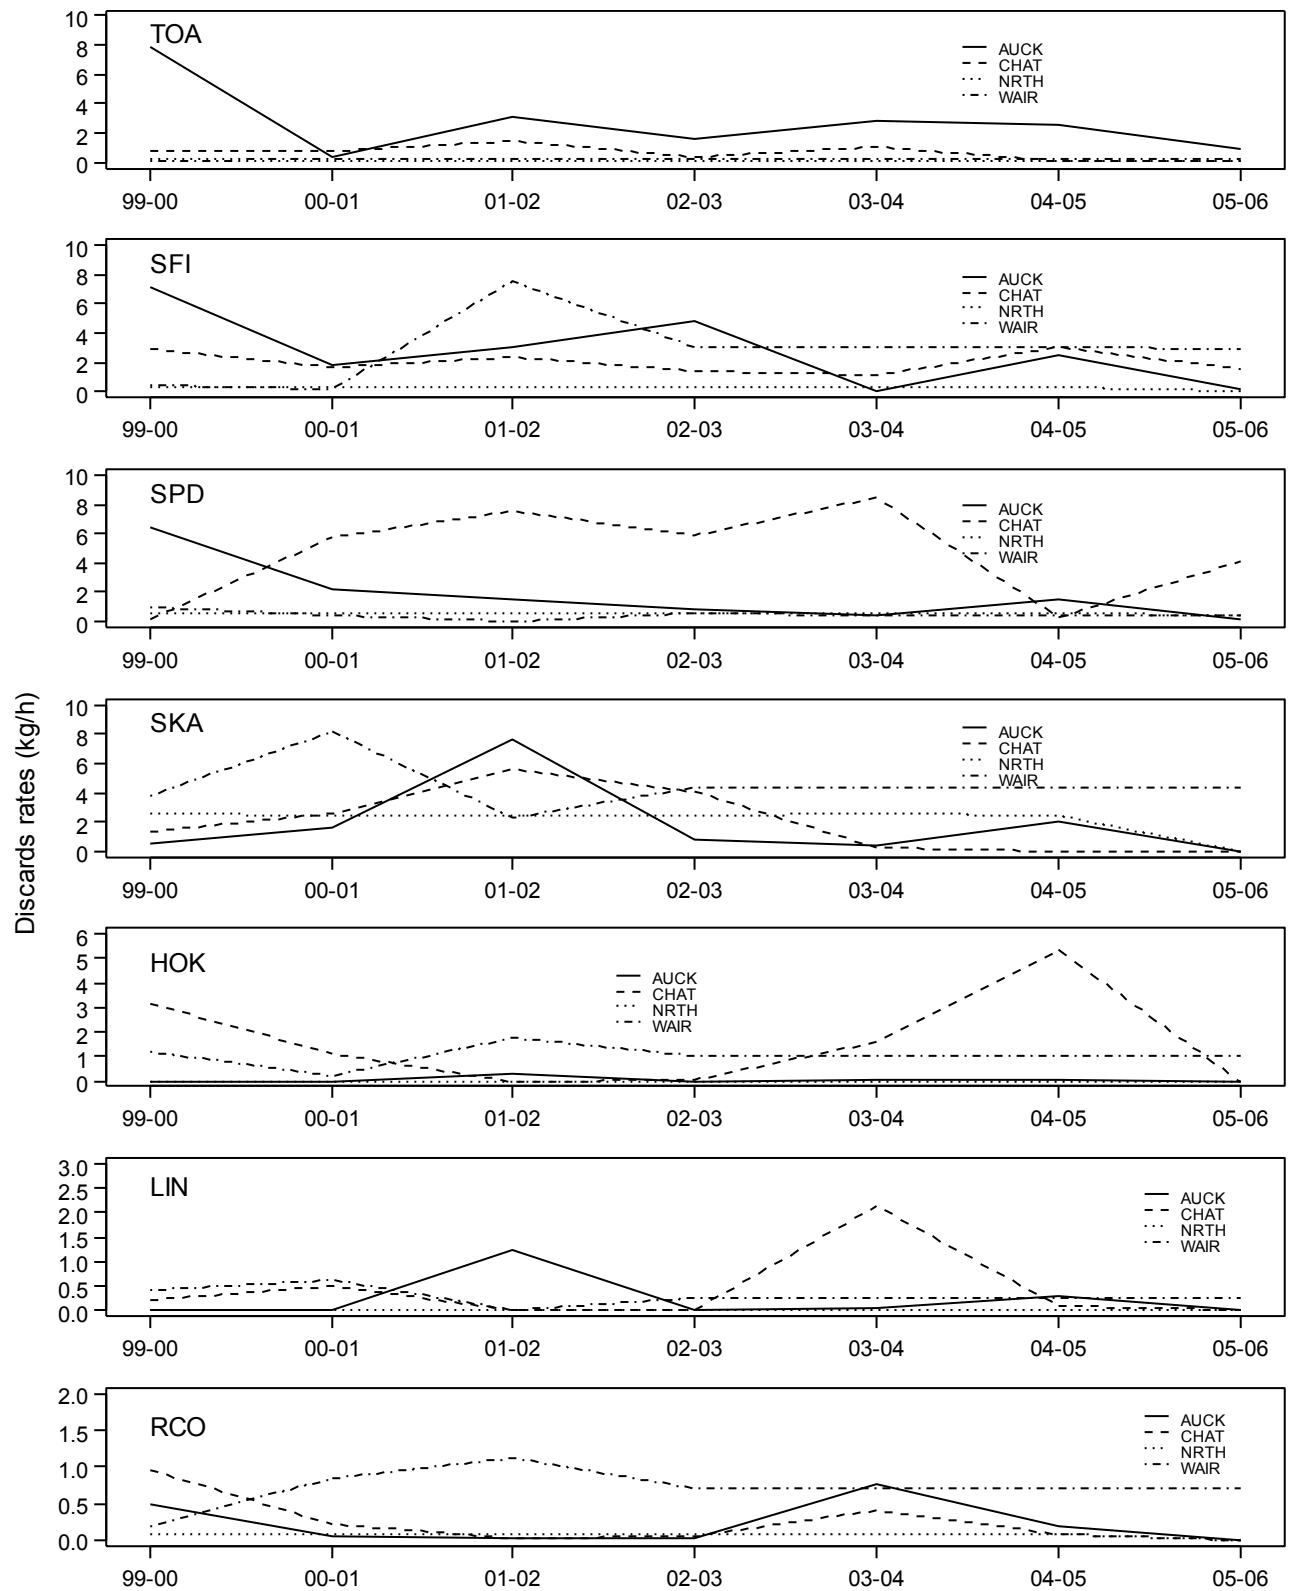 Discards rates (kg/h)
10
8
6
4
2
0
TOA
AUCK
CHAT
NRTH
WAIR
99-00 00-01 01-02 02-03 03-04 04-05 05-06
10
8
6
4
2
0
SFI
AUCK
CHAT
NRTH
WAIR
99-00 00-01 01-02 02-03 03-04 04-05 05-06
10
8
6
4
2
0
SPD
AUCK
CHAT
NRTH
WAIR
99-00 00-01 01-02 02-03 03-04 04-05 05-06
10
8
6
4
2
0
SKA
AUCK
CHAT
NRTH
WAIR
99-00 00-01 01-02 02-03 03-04 04-05 05-06
6
5
4
3
2
1
0
HOK
AUCK
CHAT
NRTH
WAIR
99-00 00-01 01-02 02-03 03-04 04-05 05-06
3.0
2.5
2.0
1.5
1.0
0.5
0.0
LIN
AUCK
CHAT
NRTH
WAIR
99-00 00-01 01-02 02-03 03-04 04-05 05-06
2.0
1.5
1.0
0.5
0.0
RCO
AUCK
CHAT
NRTH
WAIR
99-00 00-01 01-02 02-03 03-04 04-05 05-06